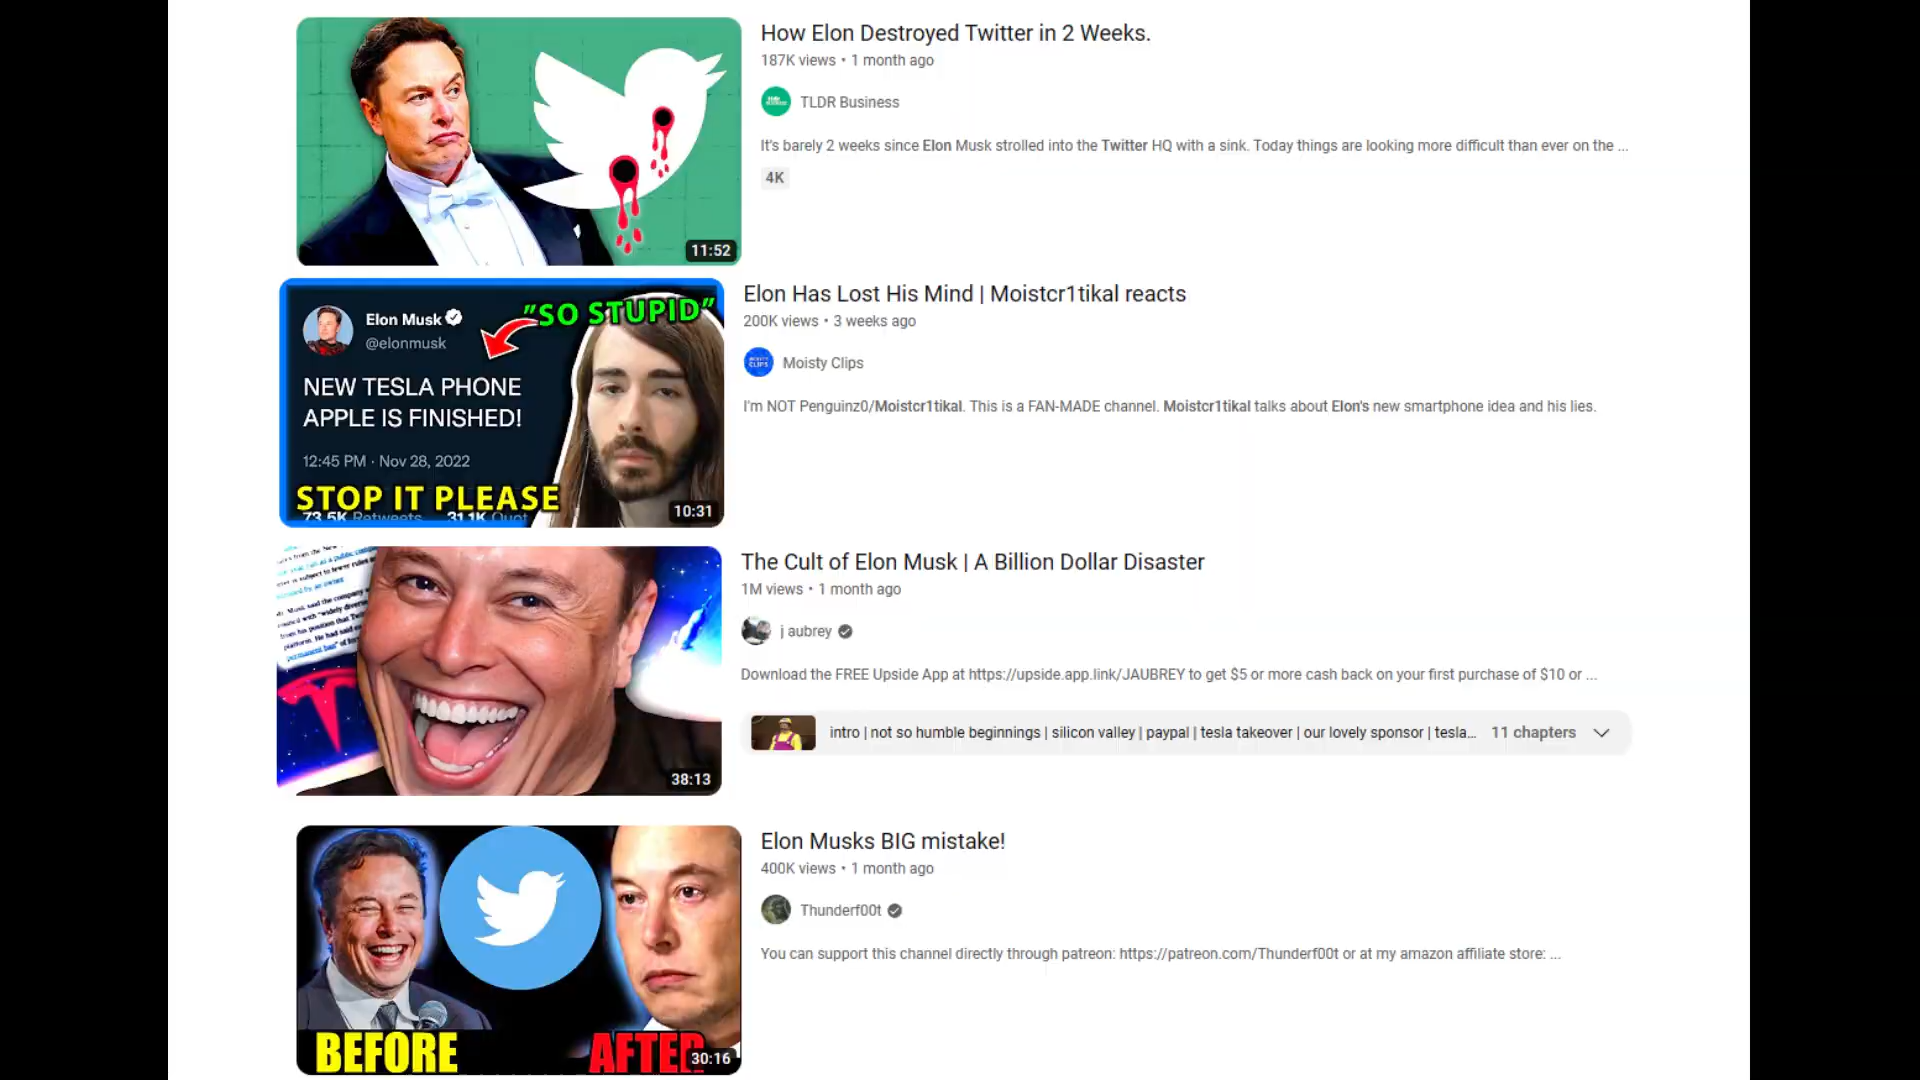 How Elon Destroyed Twitter in 2 Weeks.
187K views • 1 month ago
TLDR Business
It's barely 2 weeks since Elon Musk strolled into the Twitter HQ with a sink. Today things are looking more difficult than ever on the ...
4K
11:52
Elon Musk
@elonmusk
"SO STUPID"
NEW TESLA PHONE
APPLE IS FINISHED!
12:45 PM · Nov 28, 2022
STOP IT PLEASE
73.5K Retweets 31.1K Quot
10:31
Elon Has Lost His Mind | Moistcr1tikal reacts
200K views • 3 weeks ago
MOISTY
CLIPS
Moisty Clips
I'm NOT Penguinz0/Moistcr1tikal. This is a FAN-MADE channel. Moistcr1tikal talks about Elon's new smartphone idea and his lies.
38:13
The Cult of Elon Musk | A Billion Dollar Disaster
1M views • 1 month ago
j aubrey
Download the FREE Upside App at https://upside.app.link/JAUBREY to get $5 or more cash back on your first purchase of $10 or ...
intro | not so humble beginnings | silicon valley | paypal | tesla takeover | our lovely sponsor | tesla... 11 chapters
BEFORE
AFTER
30:16
Elon Musks BIG mistake!
400K views • 1 month ago
Thunderf00t
You can support this channel directly through patreon: https://patreon.com/Thunderf00t or at my amazon affiliate store: ...